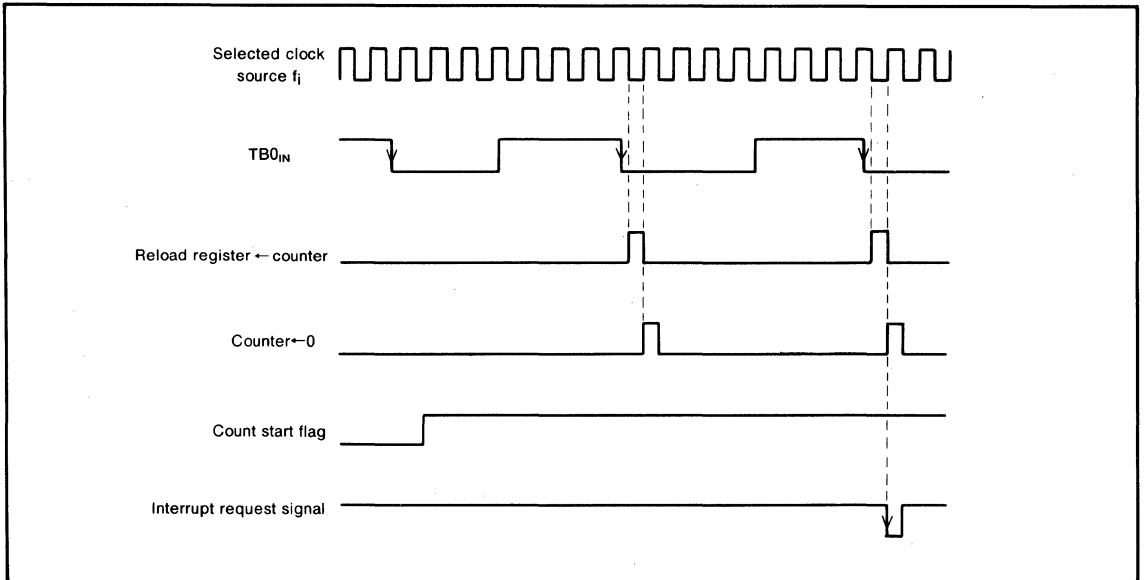 Selected clock
source fi
TB0IN
Reload register ← counter
Counter←0
Count start flag
Interrupt request signal